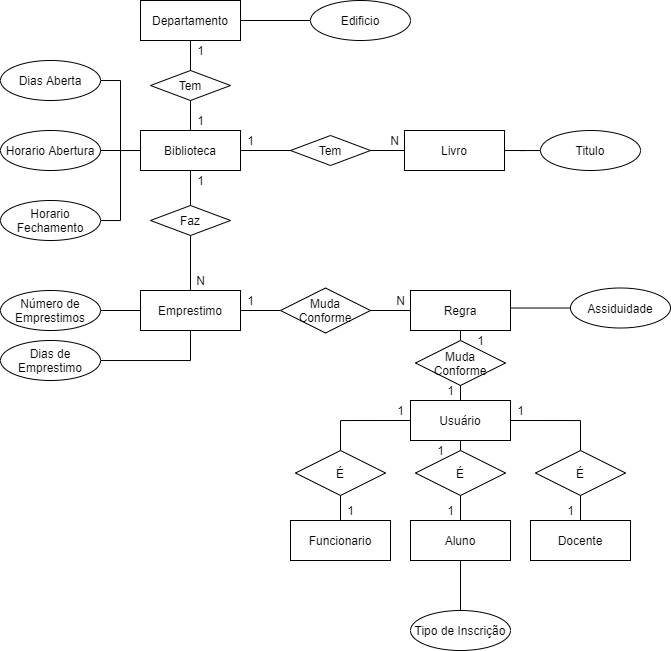 Departamento
Edificio
1
Tem
Dias Aberta
1
Horario Abertura
Biblioteca
1
Tem
N
Livro
Titulo
1
Horario
Fechamento
Faz
N
Número de
Emprestimos
Emprestimo
1
Muda
Conforme
N
Regra
Assiduidade
Dias de
Emprestimo
1
Muda
Conforme
1
1
Usuário
1
1
É
É
É
1
1
1
Funcionario
Aluno
Docente
Tipo de Inscrição